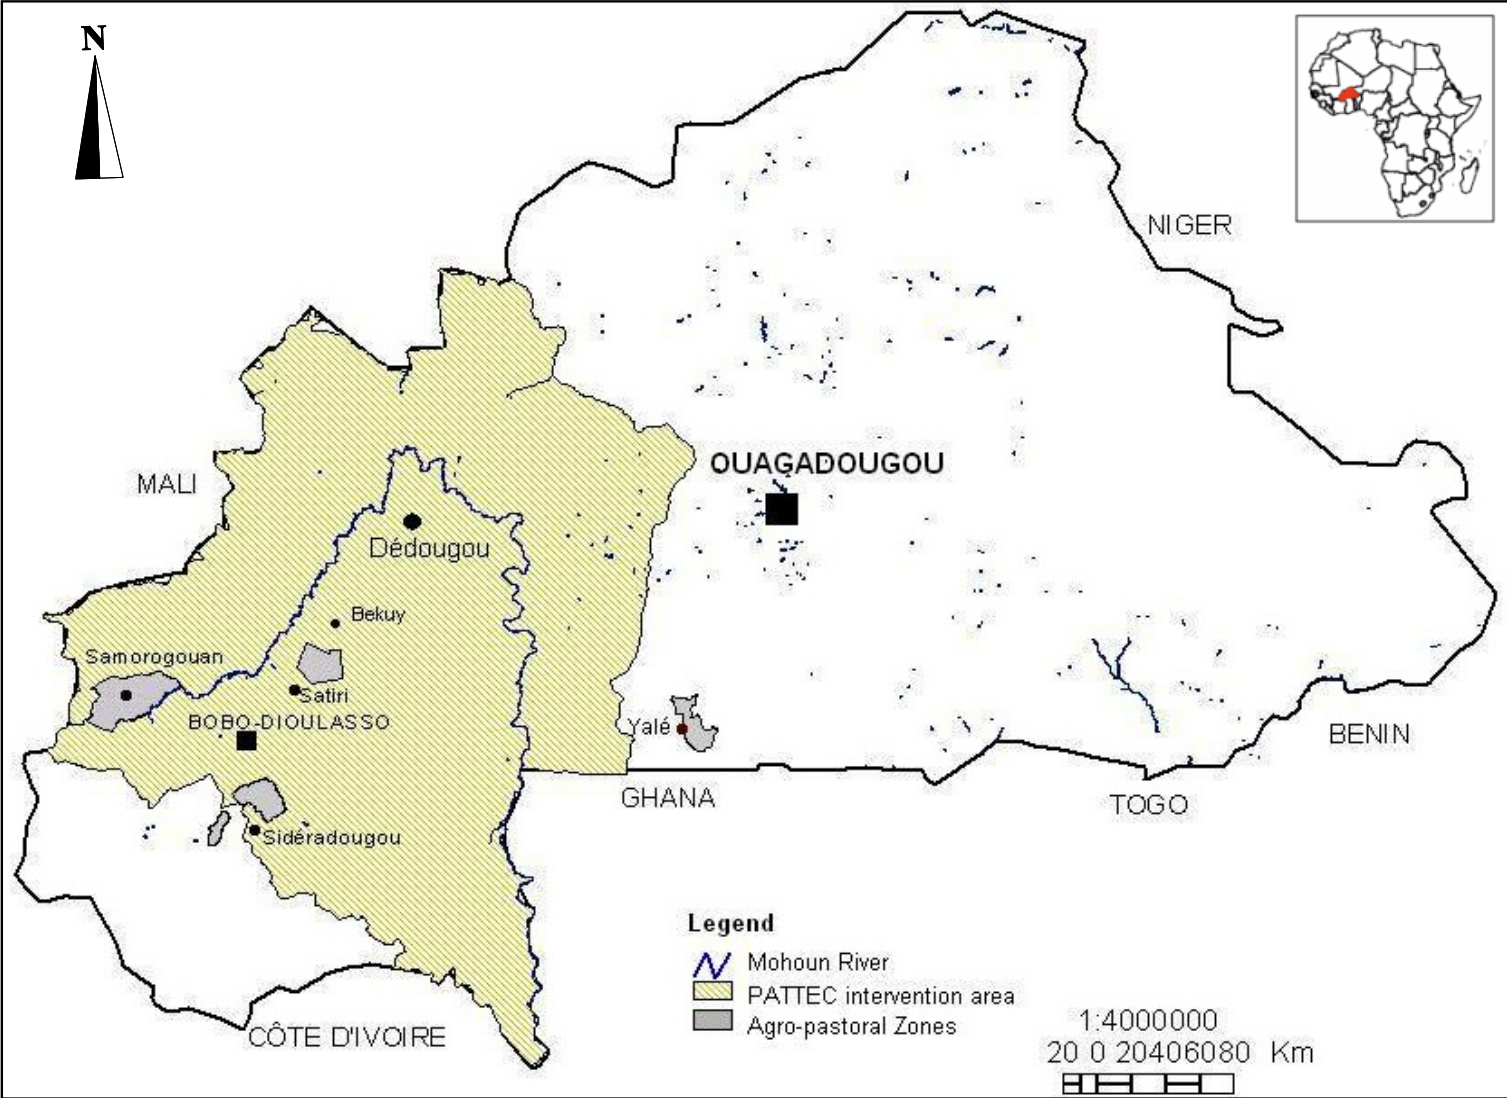 N
NIGER
OUAGADOUGOU
MALI
Dédougou
Bekuy
Samorogouan
Satiri
BOBO-DIOULASSO
Yalé
BENIN
GHANA
TOGO
Sidéradougou
Legend
Mohoun River
PATTEC intervention area
Agro-pastoral Zones
CÔTE D'IVOIRE
1:4000000
20 0 20406080 Km